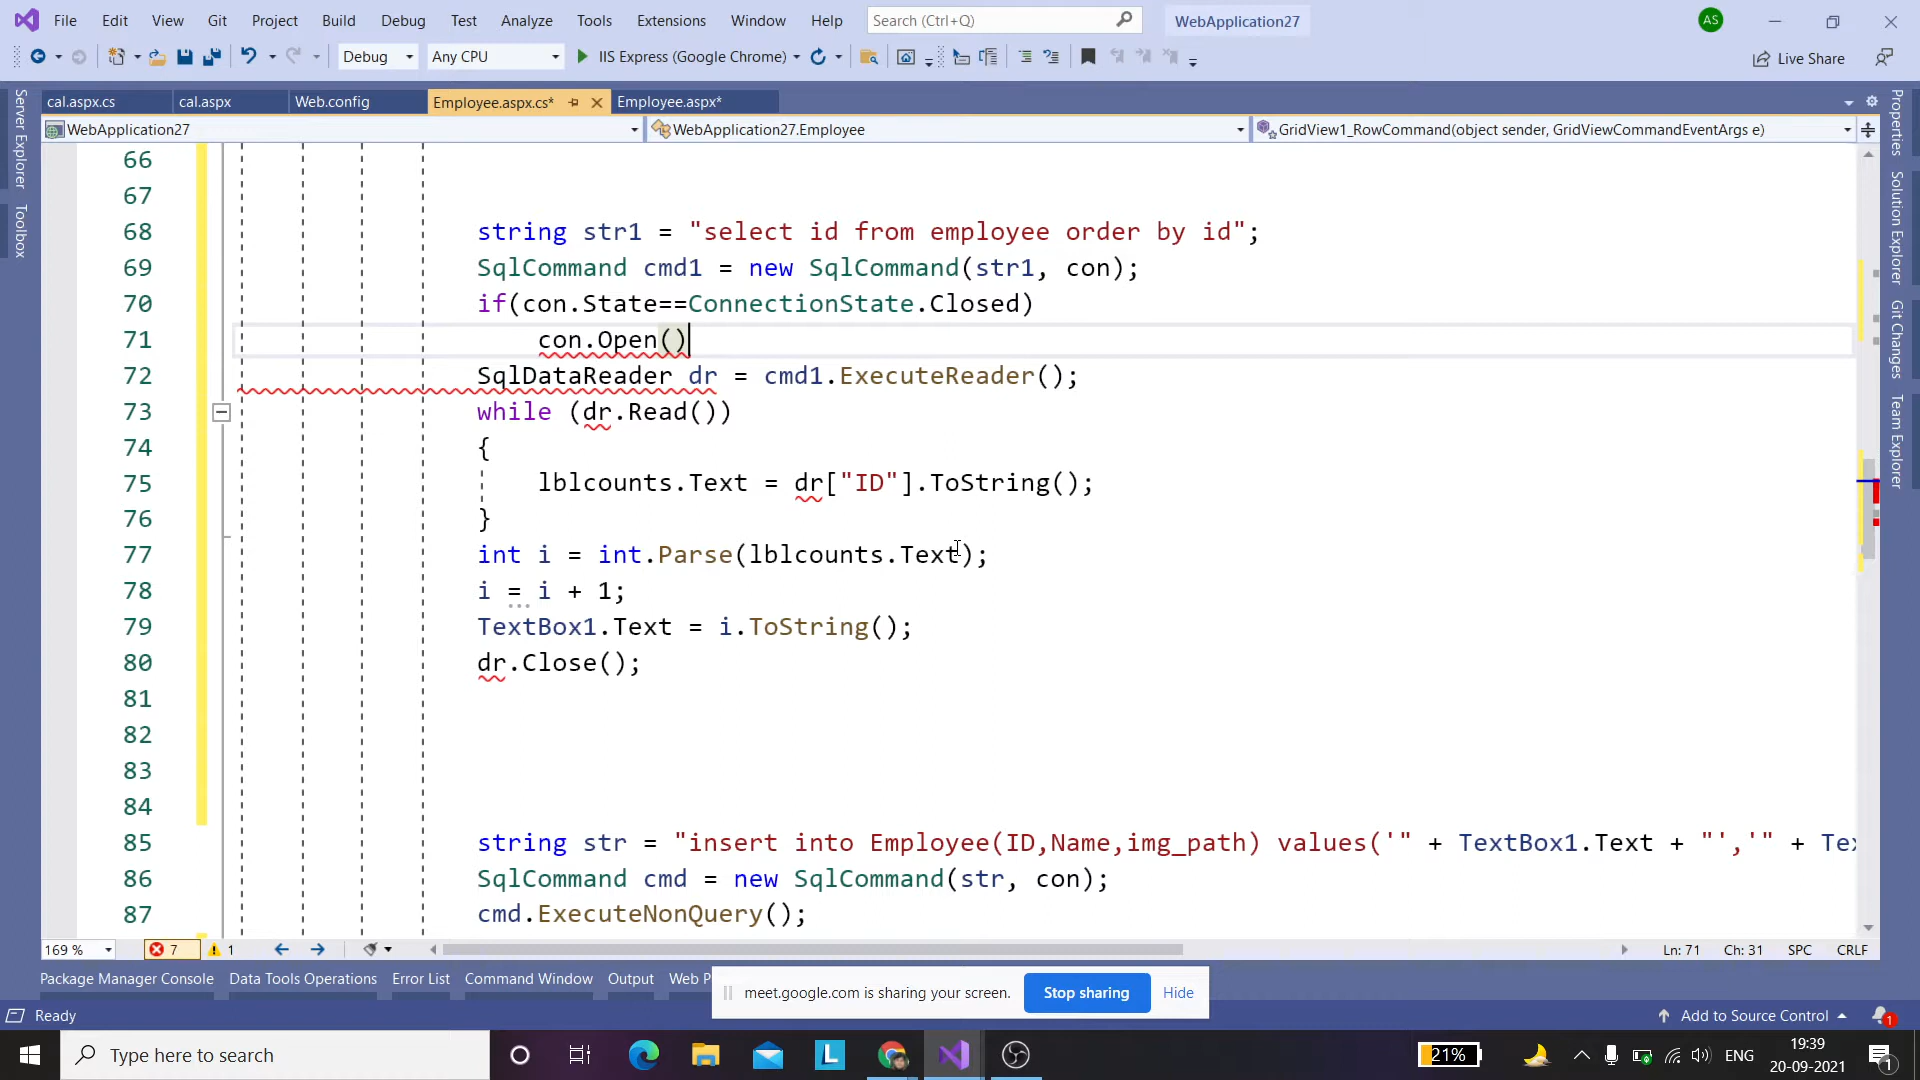 File Edit View Git Project Build Debug Test Analyze Tools Extensions Window Help Search (Ctrl+Q) WebApplication27 AS
Debug Any CPU IIS Express (Google Chrome) Live Share
cal.aspx.cs cal.aspx Web.config Employee.aspx.cs* Employee.aspx*
WebApplication27 WebApplication27.Employee GridView1_RowCommand(object sender, GridViewCommandEventArgs e)
Server Explorer
Toolbox
66
67
68 string str1 = "select id from employee order by id";
69 SqlCommand cmd1 = new SqlCommand(str1, con);
70 if(con.State==ConnectionState.Closed)
71 con.Open()
72 SqlDataReader dr = cmd1.ExecuteReader();
73 while (dr.Read())
74 {
75 lblcounts.Text = dr["ID"].ToString();
76 }
77 int i = int.Parse(lblcounts.Text);
78 i = i + 1;
79 TextBox1.Text = i.ToString();
80 dr.Close();
81
82
83
84
85 string str = "insert into Employee(ID,Name,img_path) values('" + TextBox1.Text + "','" + Te
86 SqlCommand cmd = new SqlCommand(str, con);
87 cmd.ExecuteNonQuery();
Properties
Solution Explorer
Git Changes
Team Explorer
169 % 7 1 Ln: 71 Ch: 31 SPC CRLF
Package Manager Console Data Tools Operations Error List Command Window Output Web P
meet.google.com is sharing your screen. Stop sharing Hide
Ready Add to Source Control 1
Type here to search L 21% ENG 19:39
20-09-2021 1